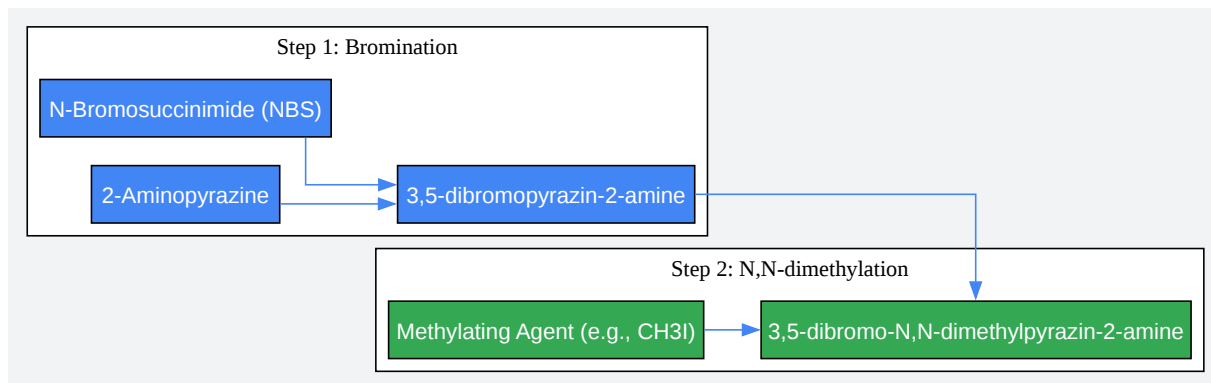 Step 1: Bromination
N-Bromosuccinimide (NBS)
2-Aminopyrazine
3,5-dibromopyrazin-2-amine
Step 2: N,N-dimethylation
Methylating Agent (e.g., CH3I)
3,5-dibromo-N,N-dimethylpyrazin-2-amine